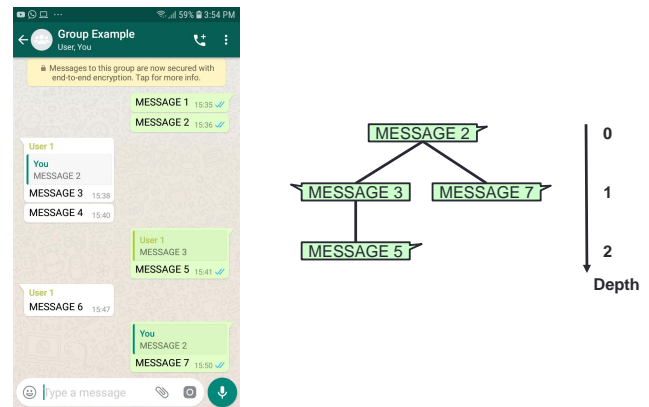 59% 3:54 PM
Group Example
User, You
Messages to this group are now secured with
end-to-end encryption. Tap for more info.
MESSAGE 1 15:35
MESSAGE 2 15:36
User 1
You
MESSAGE 2
MESSAGE 3 15:38
MESSAGE 4 15:40
User 1
MESSAGE 3
MESSAGE 5 15:41
User 1
MESSAGE 6 15:47
You
MESSAGE 2
MESSAGE 7 15:50
Type a message
MESSAGE 2
0
MESSAGE 3
MESSAGE 7
1
MESSAGE 5
2
Depth